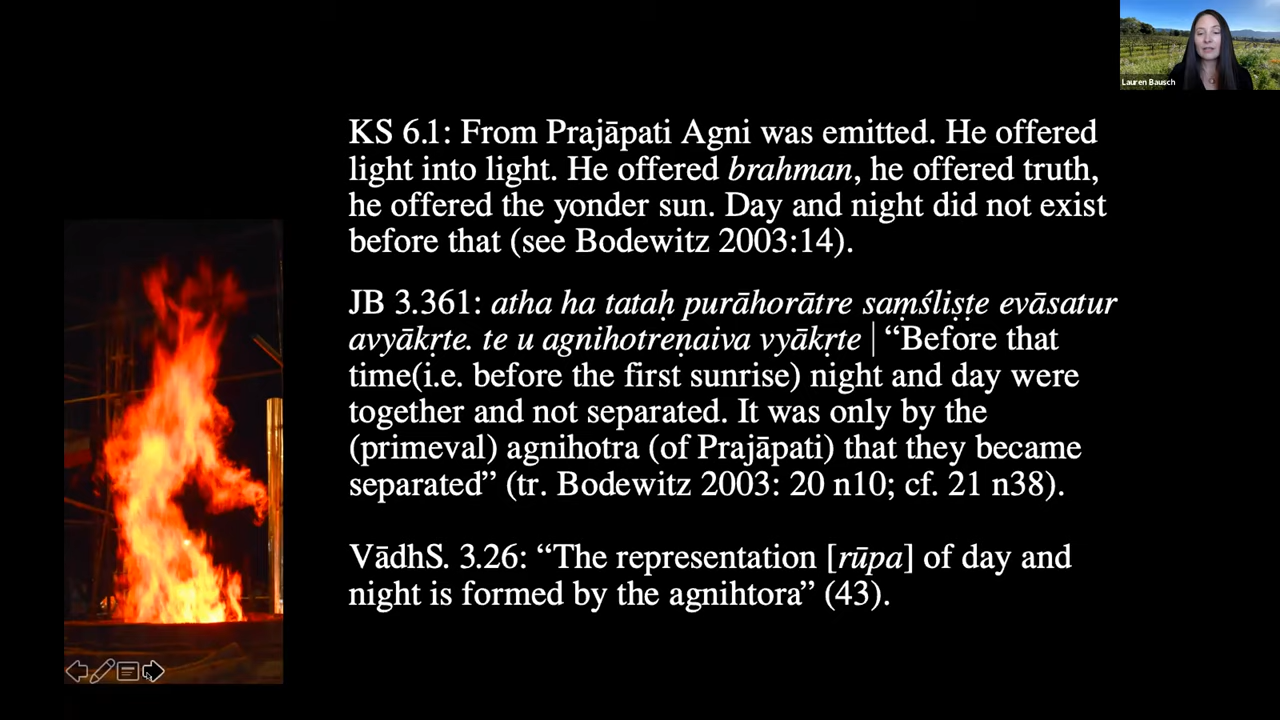 Lauren Bausch
KS 6.1: From Prajāpati Agni was emitted. He offered
light into light. He offered brahman, he offered truth,
he offered the yonder sun. Day and night did not exist
before that (see Bodewitz 2003:14).
JB 3.361: atha ha tataḥ purāhorātre saṃśliṣṭe evāsatur
avyākṛte. te u agnihotreṇaiva vyākṛte | “Before that
time(i.e. before the first sunrise) night and day were
together and not separated. It was only by the
(primeval) agnihotra (of Prajāpati) that they became
separated” (tr. Bodewitz 2003: 20 n10; cf. 21 n38).
VādhS. 3.26: “The representation [rūpa] of day and
night is formed by the agnihtora” (43).